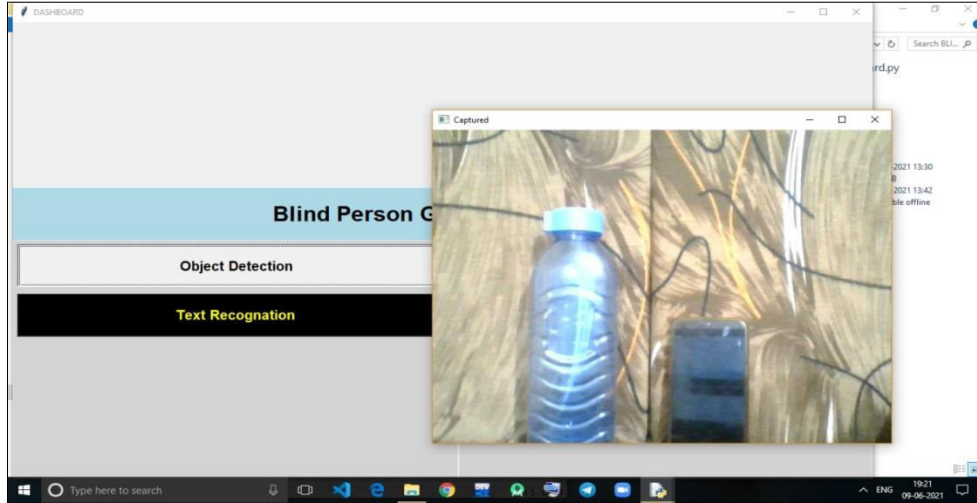 DASHBOARD
Search BLI...
rd.py
Captured
-2021 13:30
B
-2021 13:42
ble offline
Blind Person G
Object Detection
Text Recognation
Type here to search
ENG
19:21
09-06-2021